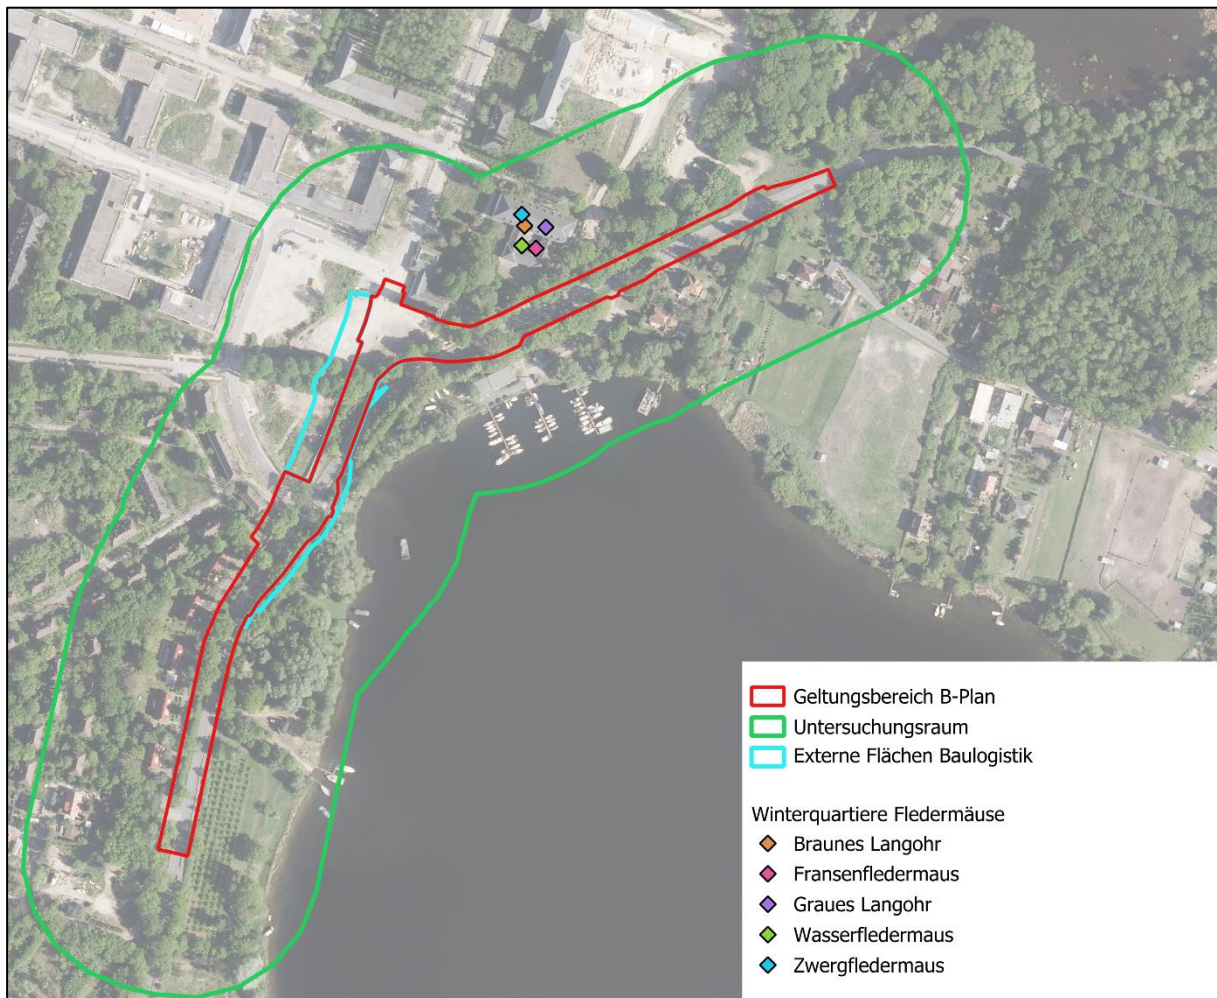 Geltungsbereich B-Plan
Untersuchungsraum
Externe Flächen Baulogistik
Winterquartiere Fledermäuse
Braunes Langohr
Fransenfledermaus
Graues Langohr
Wasserfledermaus
Zwergfledermaus